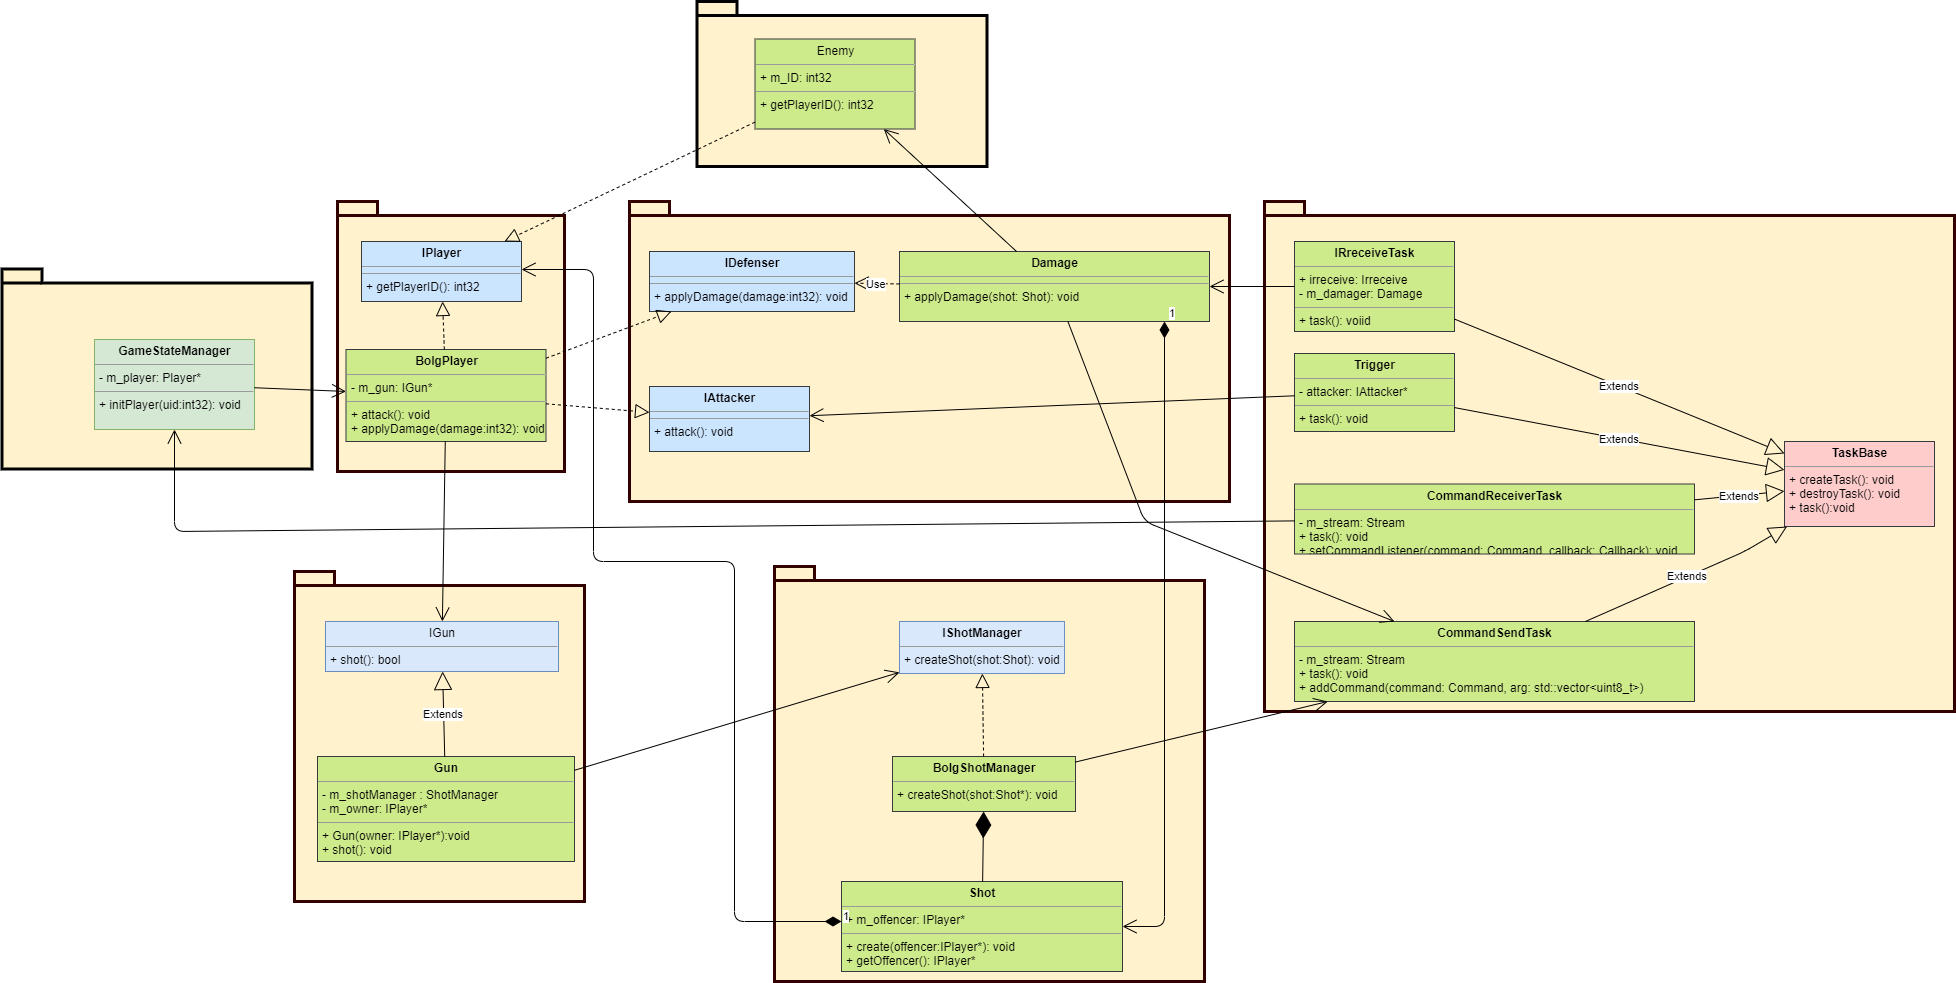 Enemy
+ m_ID: int32
+ getPlayerID(): int32
IPlayer
+ getPlayerID(): int32
BolgPlayer
- m_gun: IGun*
+ attack(): void
+ applyDamage(damage:int32): void
GameStateManager
- m_player: Player*
+ initPlayer(uid:int32): void
IDefenser
+ applyDamage(damage:int32): void
Use
Damage
+ applyDamage(shot: Shot): void
1
IAttacker
+ attack(): void
IRreceiveTask
+ irreceive: Irreceive
- m_damager: Damage
+ task(): voiid
Trigger
- attacker: IAttacker*
+ task(): void
Extends
Extends
TaskBase
+ createTask(): void
+ destroyTask(): void
+ task():void
CommandReceiverTask
- m_stream: Stream
+ task(): void
+ setCommandListener(command: Command, callback: Callback): void
Extends
Extends
CommandSendTask
- m_stream: Stream
+ task(): void
+ addCommand(command: Command, arg: std::vector<uint8_t>)
IGun
+ shot(): bool
Extends
Gun
- m_shotManager : ShotManager
- m_owner: IPlayer*
+ Gun(owner: IPlayer*):void
+ shot(): void
IShotManager
+ createShot(shot:Shot): void
BolgShotManager
+ createShot(shot:Shot*): void
Shot
1
+ m_offencer: IPlayer*
+ create(offencer:IPlayer*): void
+ getOffencer(): IPlayer*